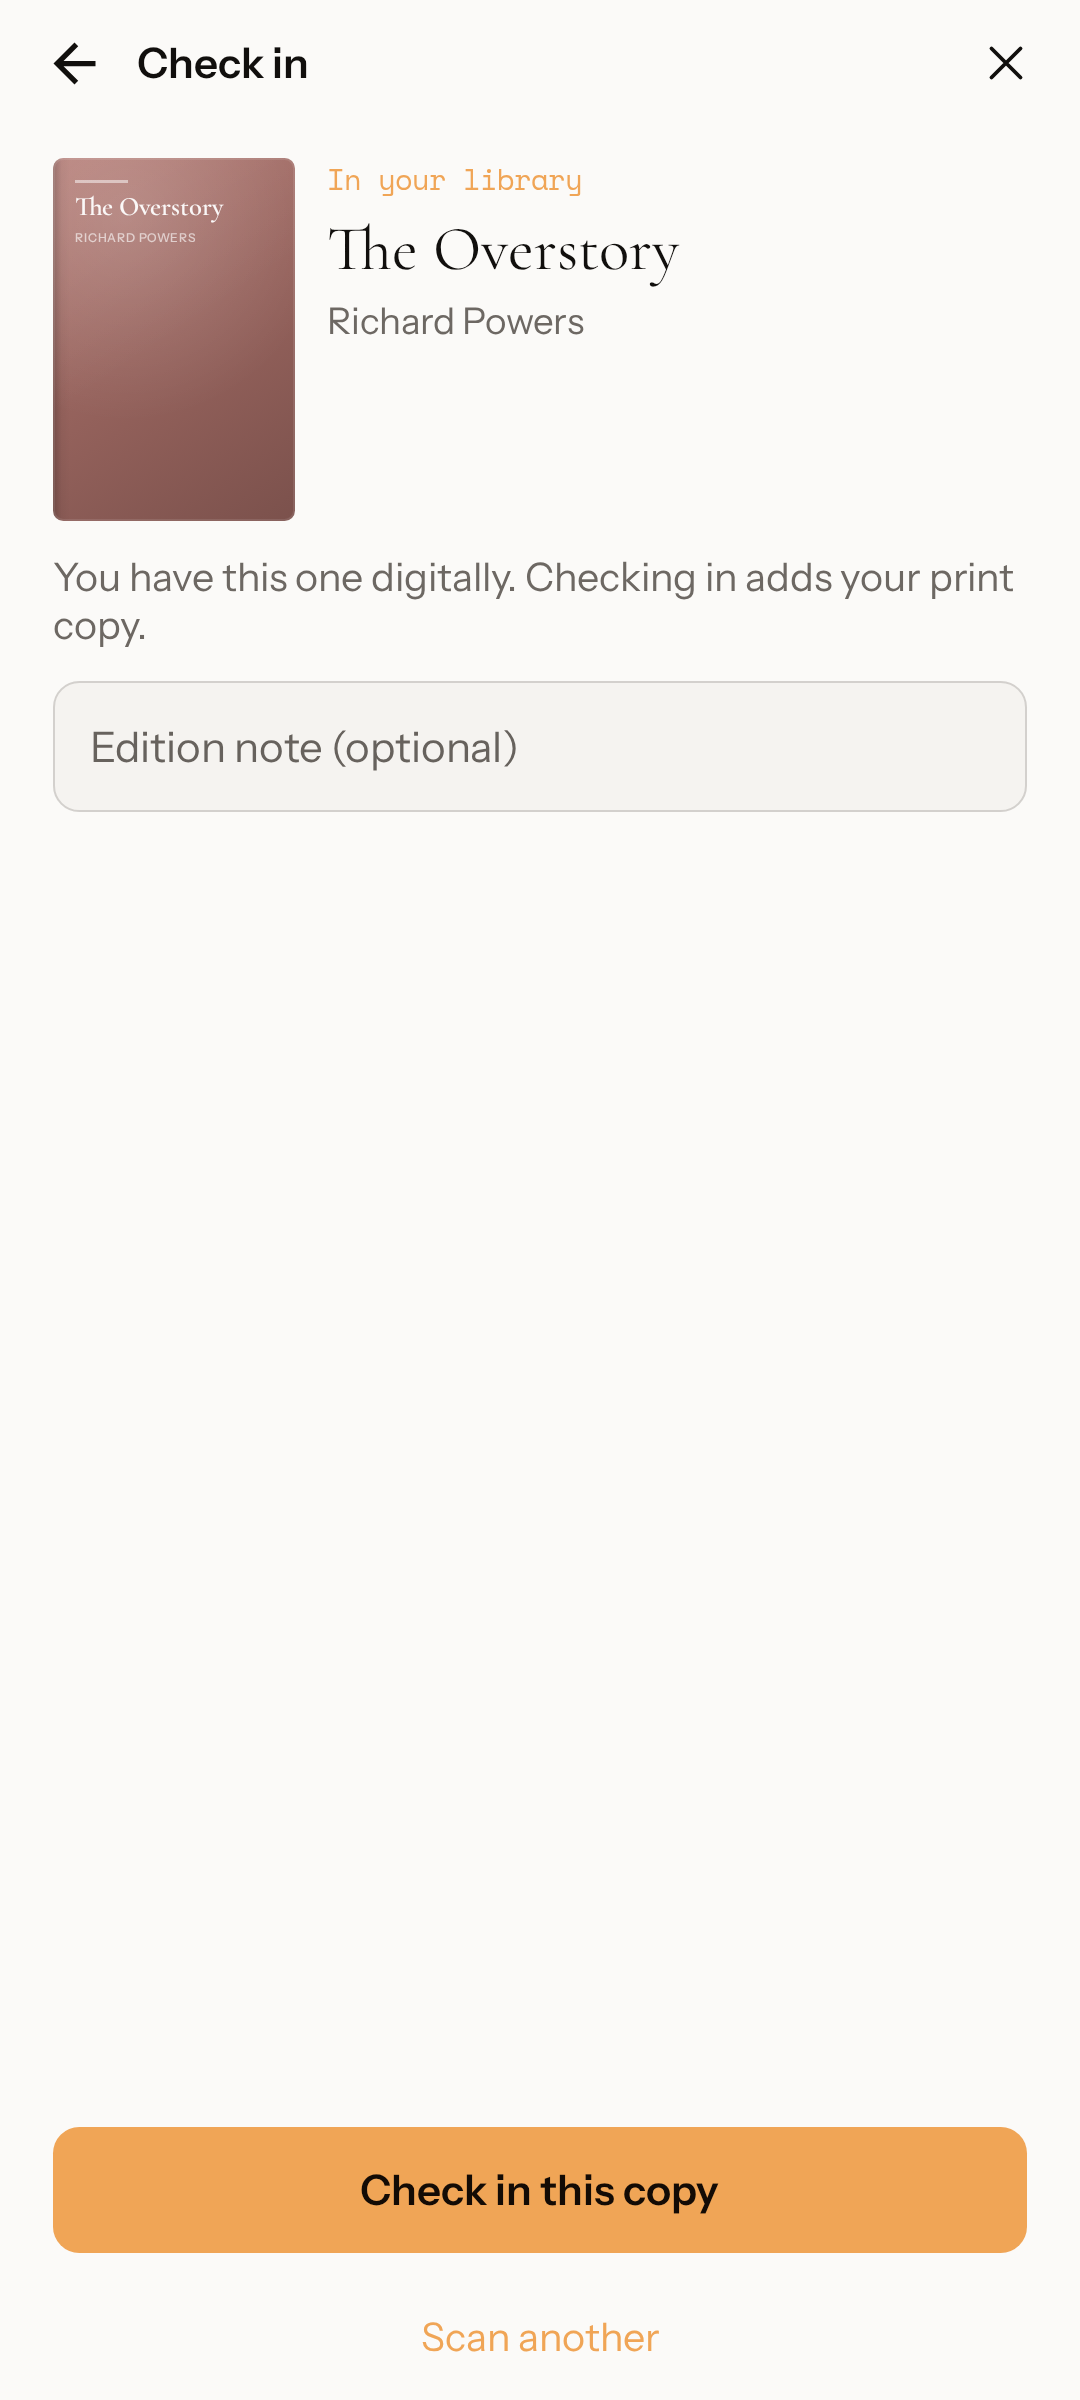 Check in
The Overstory
RICHARD POWERS
In your library
The Overstory
Richard Powers
You have this one digitally. Checking in adds your print
copy.
Edition note (optional)
Check in this copy
Scan another